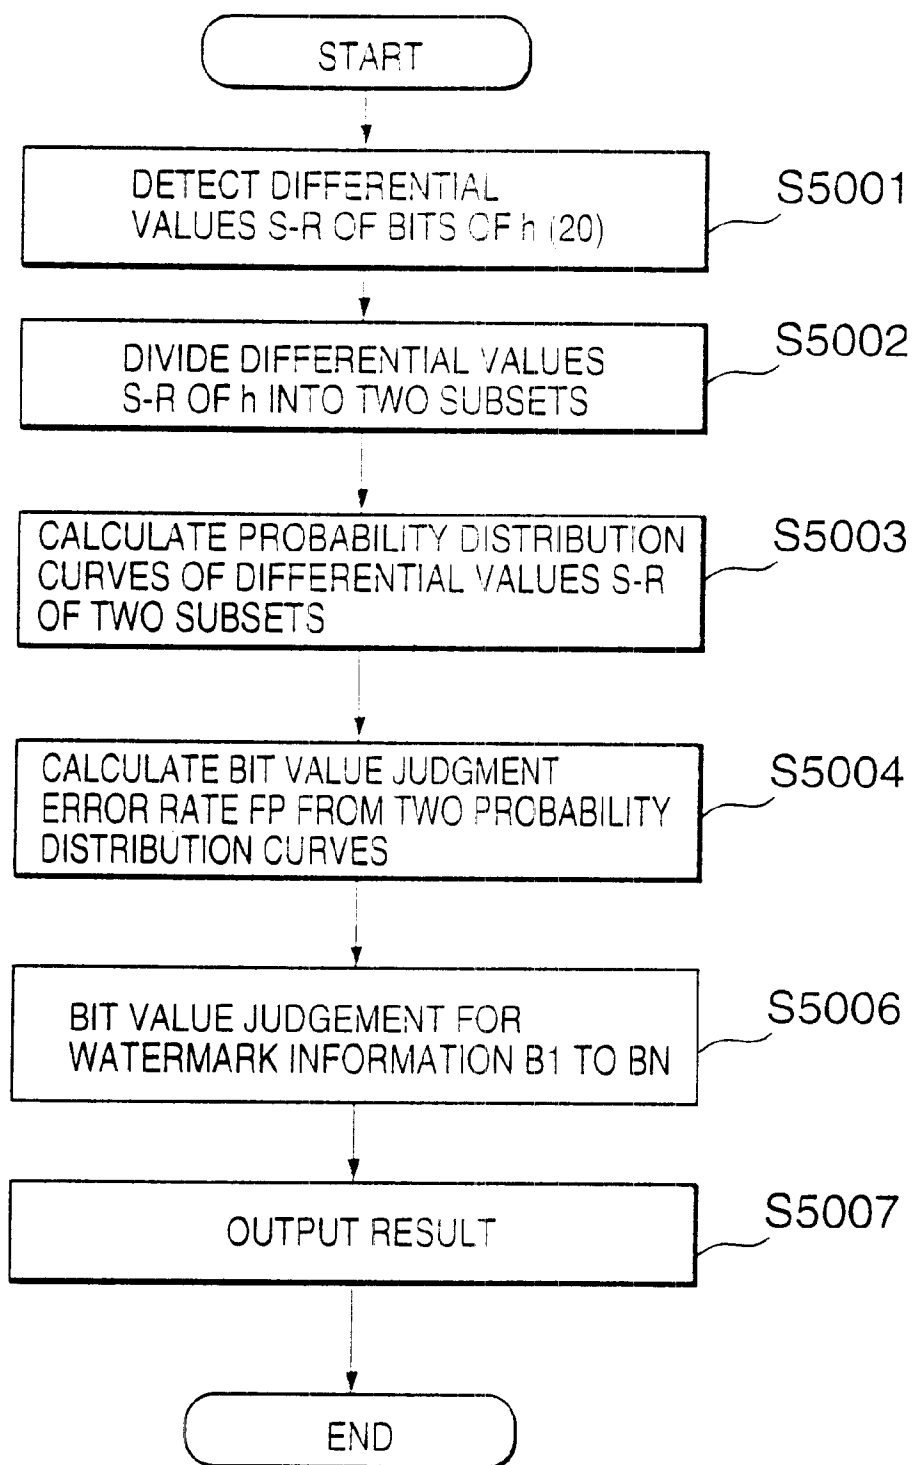 START
DETECT DIFFERENTIAL
VALUES S-R OF BITS OF h (20)
S5001
DIVIDE DIFFERENTIAL VALUES
S-R OF h INTO TWO SUBSETS
S5002
CALCULATE PROBABILITY DISTRIBUTION
CURVES OF DIFFERENTIAL VALUES S-R
OF TWO SUBSETS
S5003
CALCULATE BIT VALUE JUDGMENT
ERROR RATE FP FROM TWO PROBABILITY
DISTRIBUTION CURVES
S5004
BIT VALUE JUDGEMENT FOR
WATERMARK INFORMATION B1 TO BN
S5006
OUTPUT RESULT
S5007
END